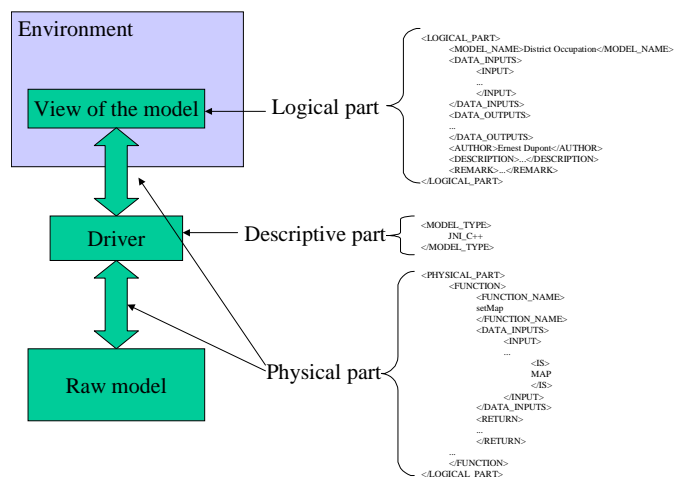 Environment
View of the model
Driver
Raw model
Logical part
Descriptive part
Physical part
<LOGICAL_PART>
<MODEL_NAME>District Occupation</MODEL_NAME>
<DATA_INPUTS>
<INPUT>
...
</INPUT>
</DATA_INPUTS>
<DATA_OUTPUTS>
...
</DATA_OUTPUTS>
<AUTHOR>Ernest Dupont</AUTHOR>
<DESCRIPTION>...</DESCRIPTION>
<REMARK>...</REMARK>
</LOGICAL_PART>
<MODEL_TYPE>
JNI_C++
</MODEL_TYPE>
<PHYSICAL_PART>
<FUNCTION>
<FUNCTION_NAME>
setMap
</FUNCTION_NAME>
<DATA_INPUTS>
<INPUT>
...
<IS>
MAP
</IS>
</INPUT>
</DATA_INPUTS>
<RETURN>
...
</RETURN>
...
</FUNCTION>
</LOGICAL_PART>